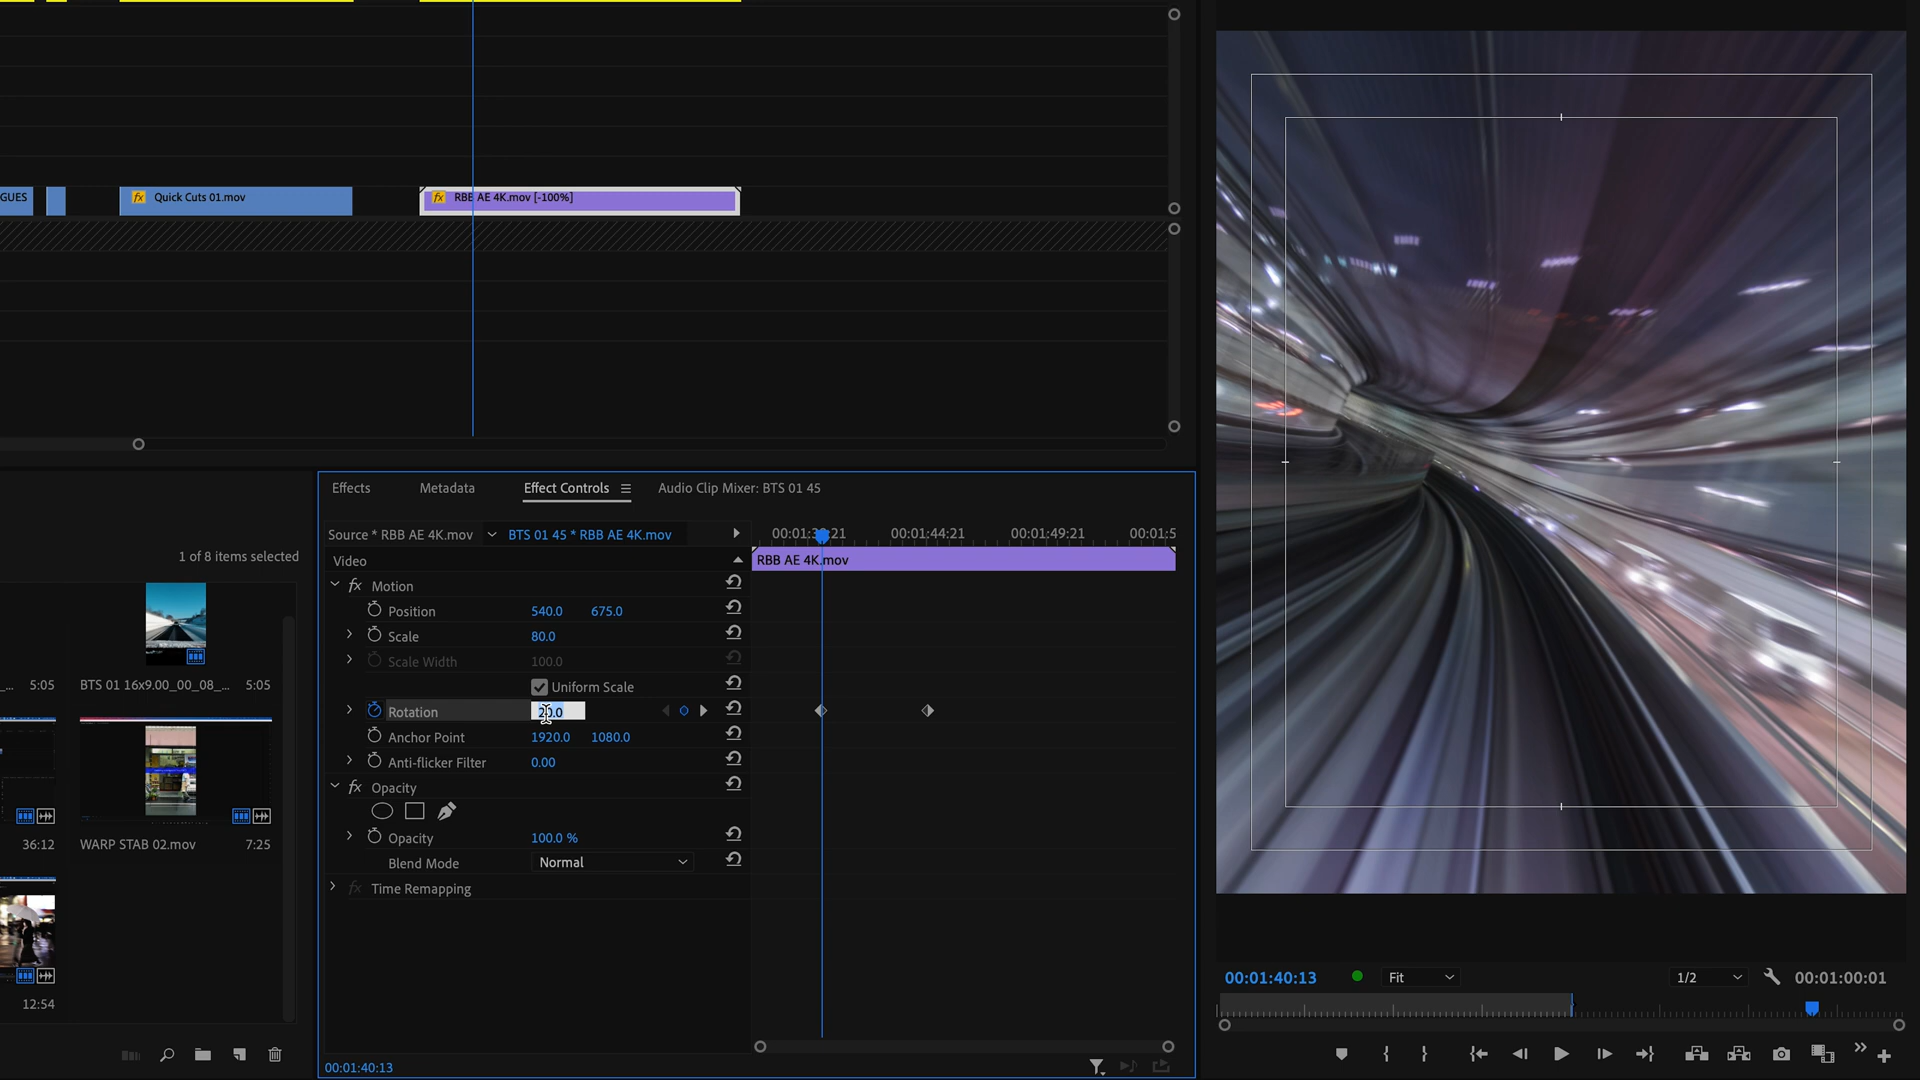 GUES
fx Quick Cuts 01.mov
fx RBB AE 4K.mov [-100%]
Effects
Metadata
Effect Controls
Audio Clip Mixer: BTS 01 45
Source * RBB AE 4K.mov
BTS 01 45 * RBB AE 4K.mov
00:01:44:21
00:01:49:21
00:01:5
1 of 8 items selected
Video
RBB AE 4K.mov
fx Motion
Position 540.0 675.0
Scale 80.0
Scale Width 100.0
Uniform Scale
Rotation
Anchor Point 1920.0 1080.0
Anti-flicker Filter 0.00
fx Opacity
Opacity 100.0 %
Blend Mode Normal
fx Time Remapping
... 5:05
BTS 01 16x9.00_00_08_... 5:05
36:12
WARP STAB 02.mov 7:25
12:54
00:01:40:13
00:01:40:13
Fit
1/2
00:01:00:01